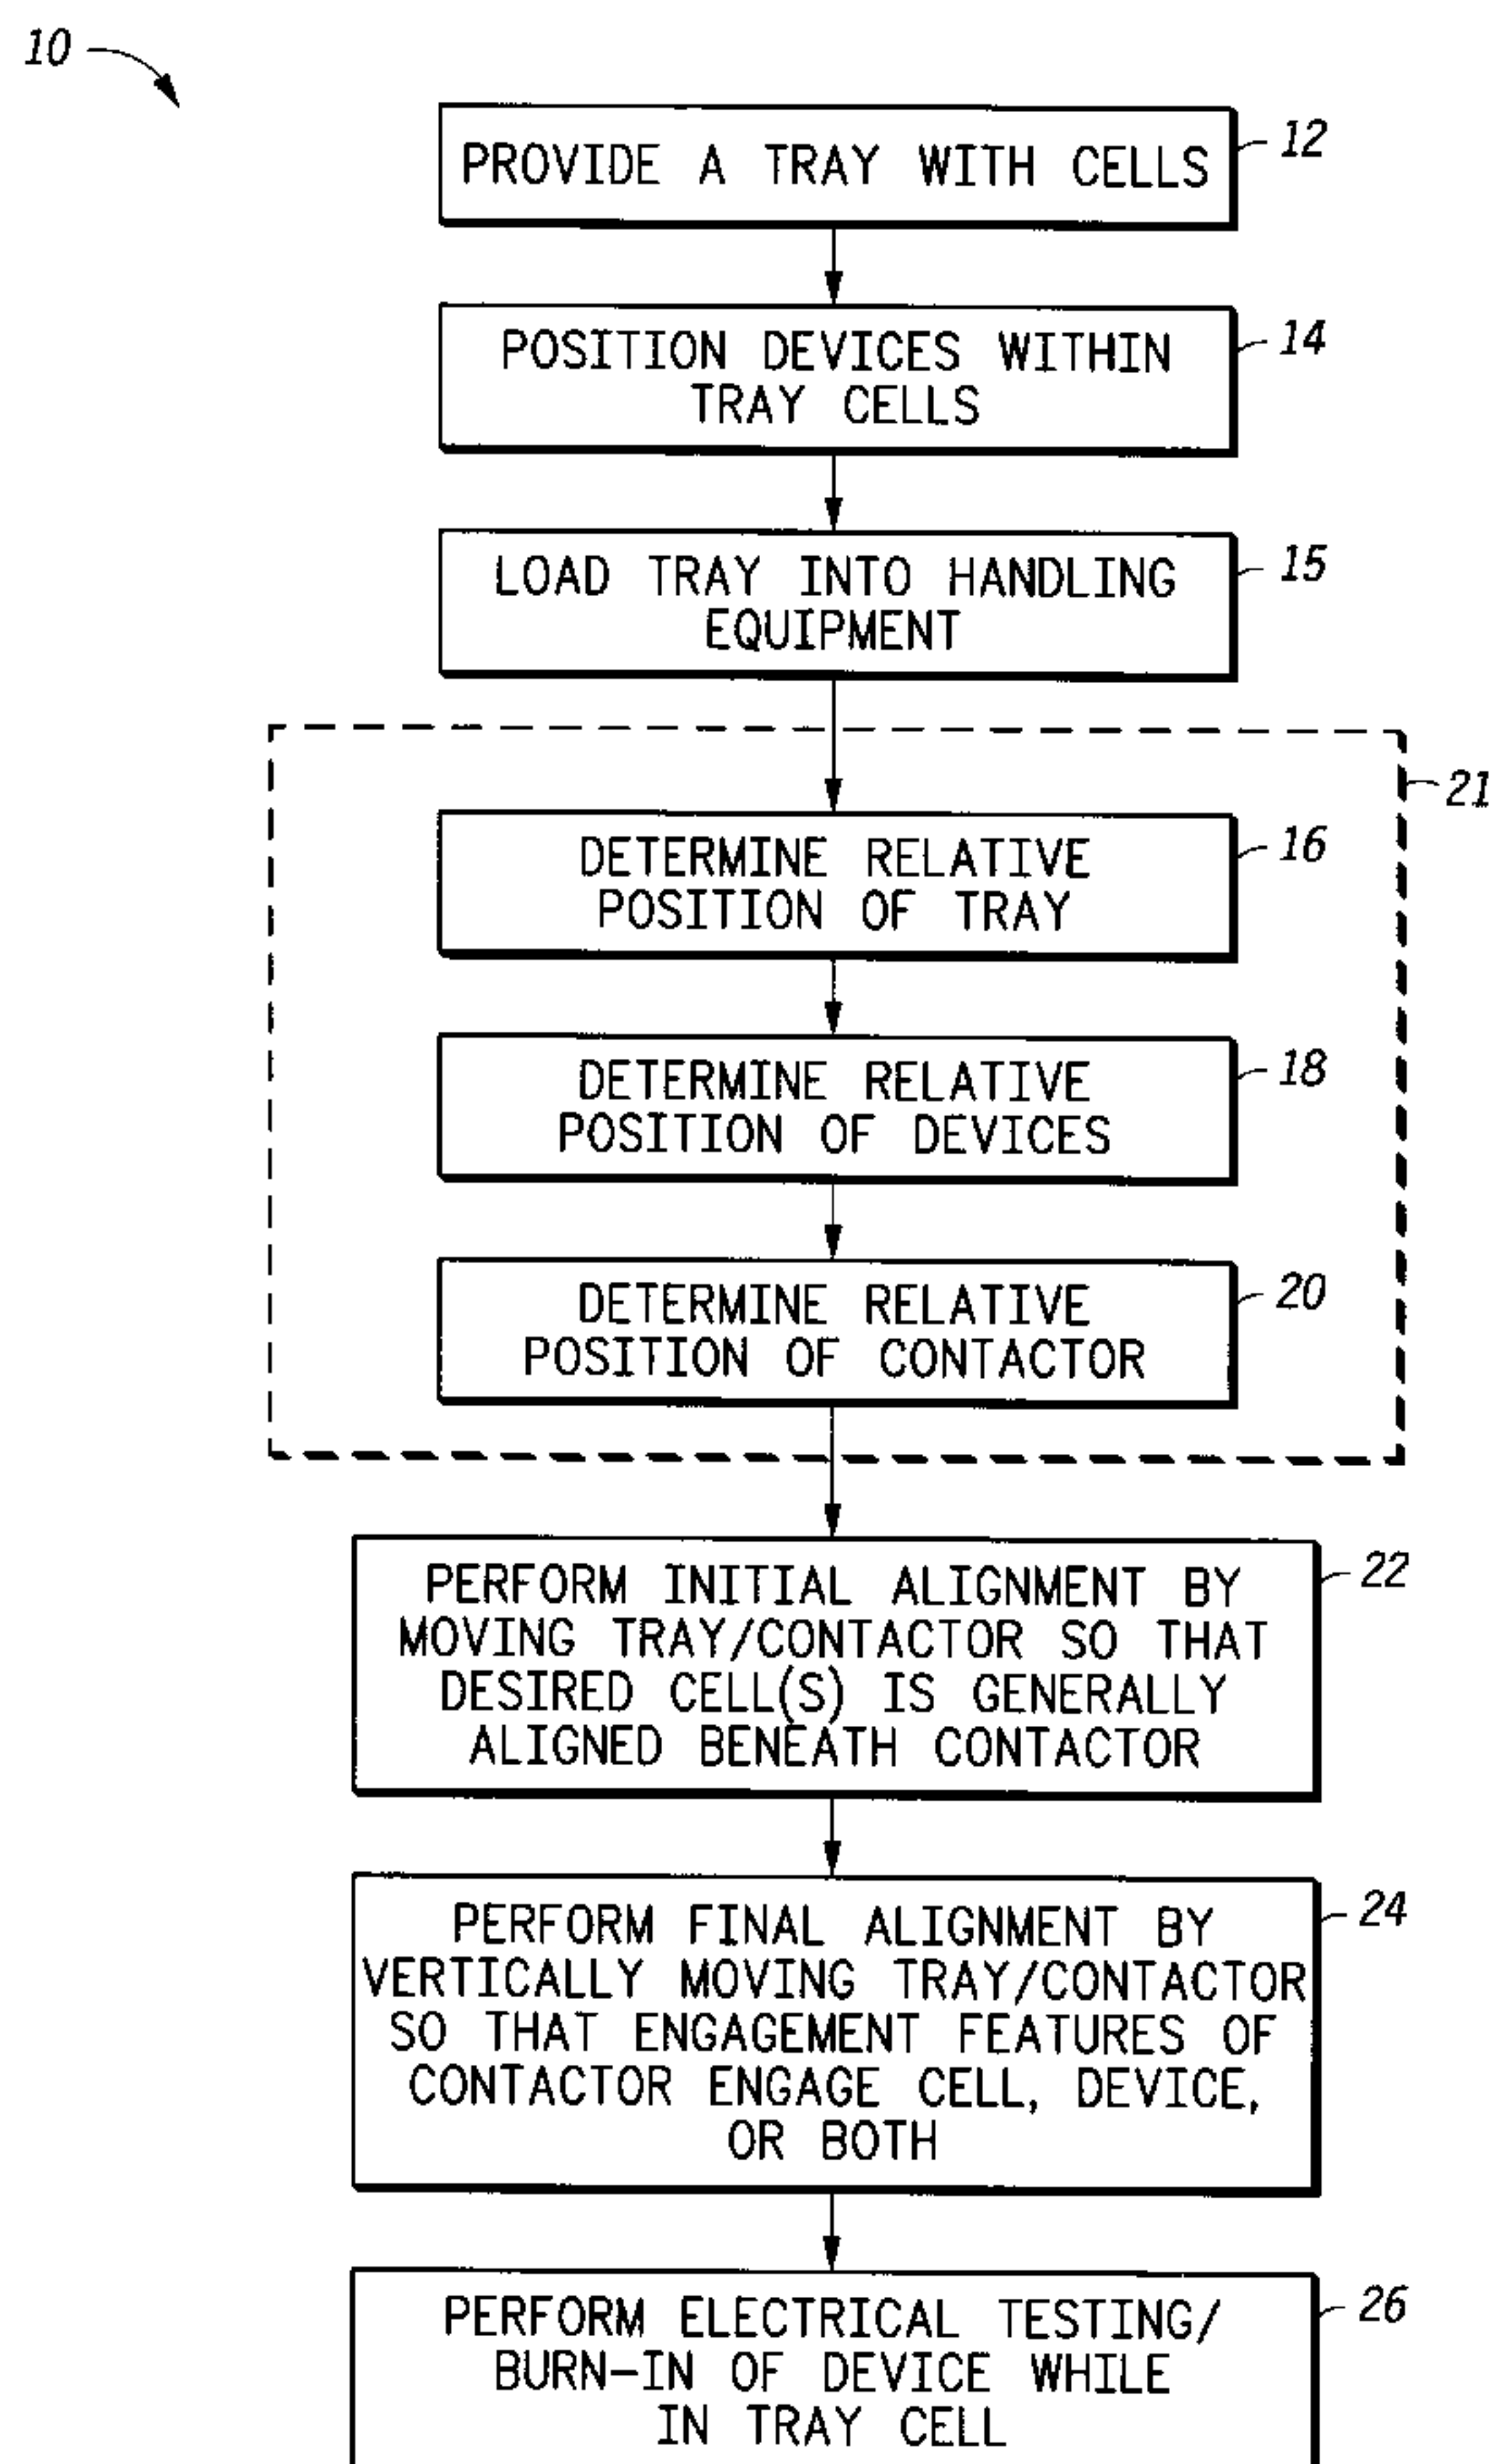 10
PROVIDE A TRAY WITH CELLS
12
POSITION DEVICES WITHIN
TRAY CELLS
14
LOAD TRAY INTO HANDLING
EQUIPMENT
15
21
DETERMINE RELATIVE
POSITION OF TRAY
16
DETERMINE RELATIVE
POSITION OF DEVICES
18
DETERMINE RELATIVE
POSITION OF CONTACTOR
20
PERFORM INITIAL ALIGNMENT BY
MOVING TRAY/CONTACTOR SO THAT
DESIRED CELL(S) IS GENERALLY
ALIGNED BENEATH CONTACTOR
22
PERFORM FINAL ALIGNMENT BY
VERTICALLY MOVING TRAY/CONTACTOR
SO THAT ENGAGEMENT FEATURES OF
CONTACTOR ENGAGE CELL, DEVICE,
OR BOTH
24
PERFORM ELECTRICAL TESTING/
BURN-IN OF DEVICE WHILE
IN TRAY CELL
26